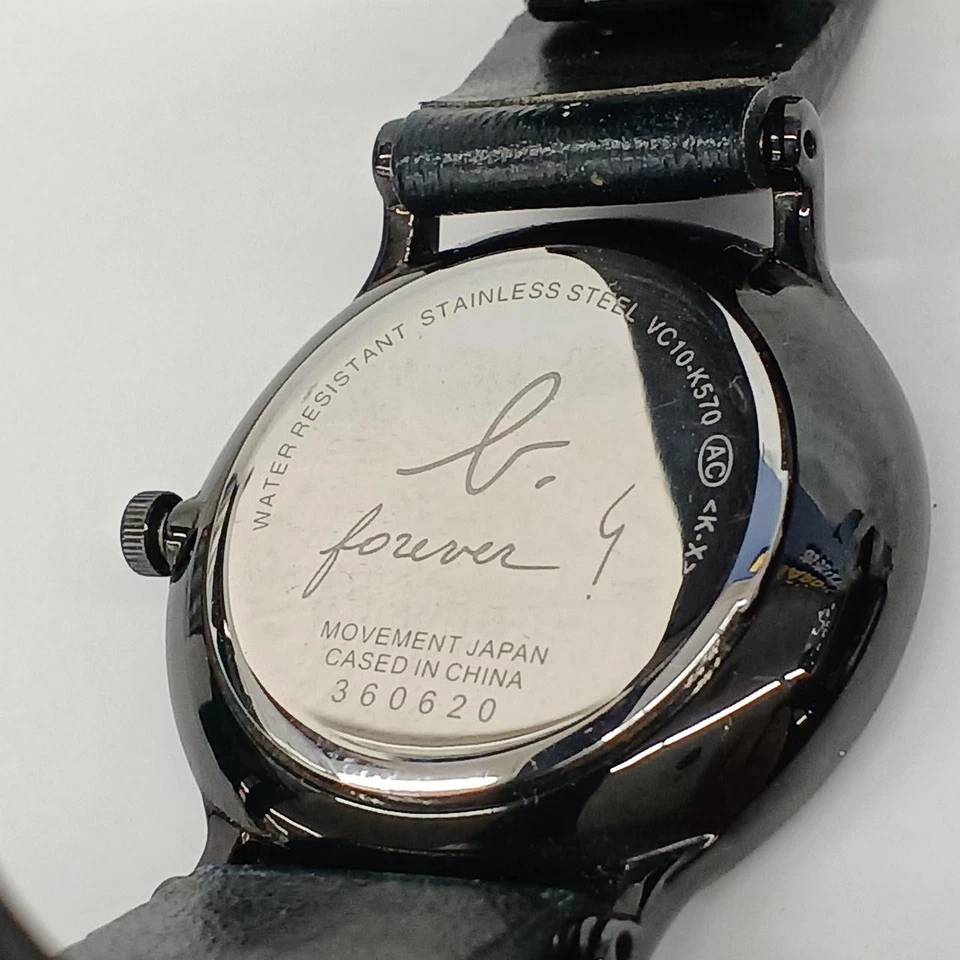 WATER RESISTANT STAINLESS STEEL VC10-K570 AC <K.X>
b.
forever
MOVEMENT JAPAN
CASED IN CHINA
360620